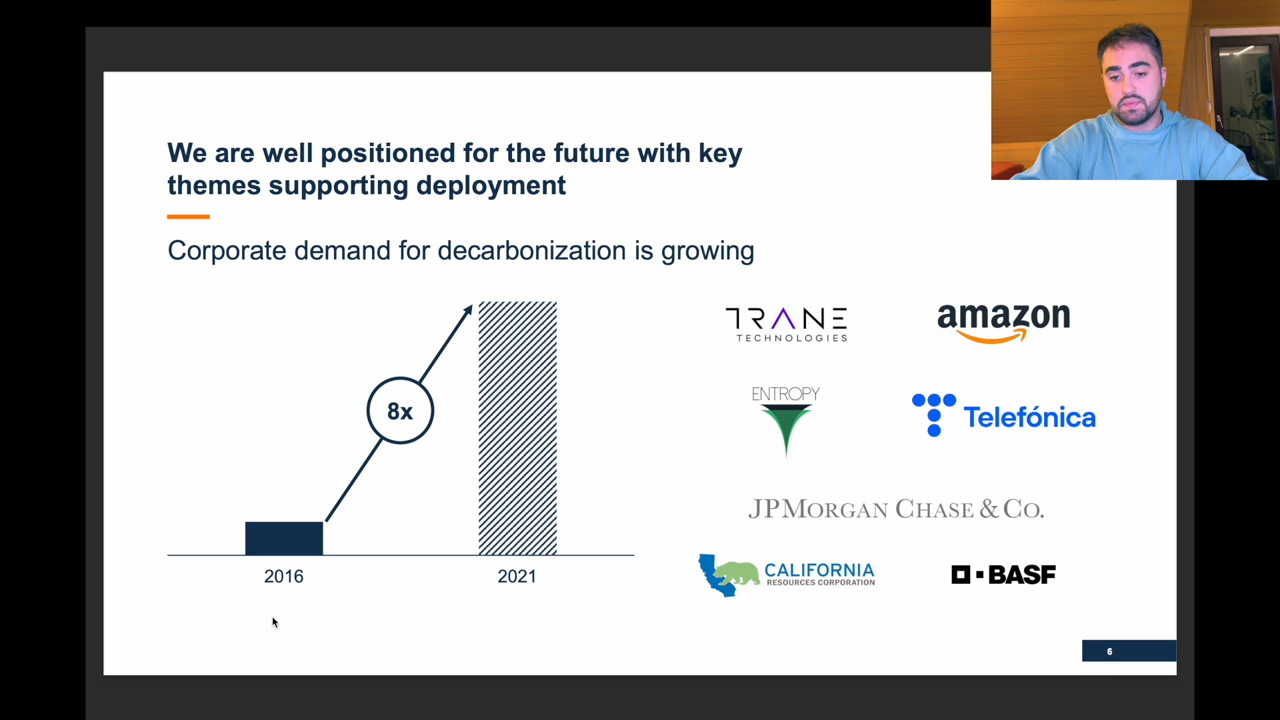 We are well positioned for the future with key
themes supporting deployment
Corporate demand for decarbonization is growing
8x
2016
2021
TRANE
TECHNOLOGIES
amazon
ENTROPY
Telefónica
JPMORGAN CHASE & CO.
CALIFORNIA
RESOURCES CORPORATION
BASF
6